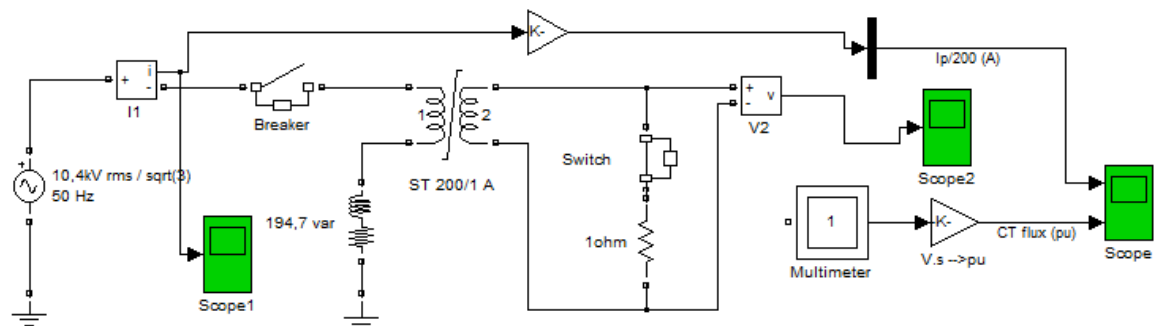 K-
Ip/200 (A)
+
i
-
I1
Breaker
1
2
ST 200/1 A
+
-
v
V2
Scope2
Switch
+
10,4kV rms / sqrt(3)
50 Hz
194,7 var
1ohm
1
Multimeter
K-
V.s -->pu
CT flux (pu)
Scope
Scope1